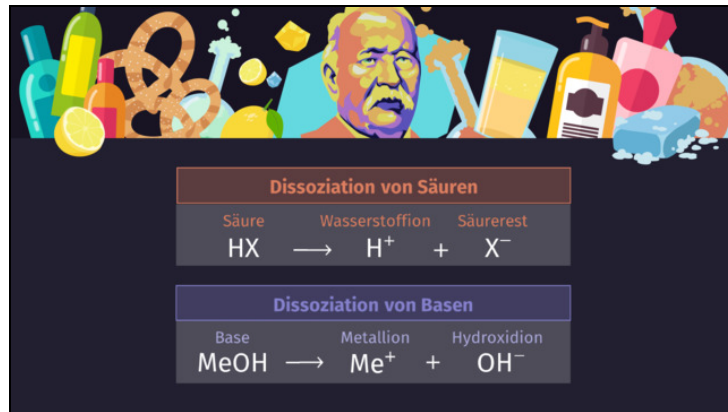 Dissoziation von Säuren
Säure Wasserstoffion Säurerest
HX ⟶ H⁺ + X⁻
Dissoziation von Basen
Base Metallion Hydroxidion
MeOH ⟶ Me⁺ + OH⁻